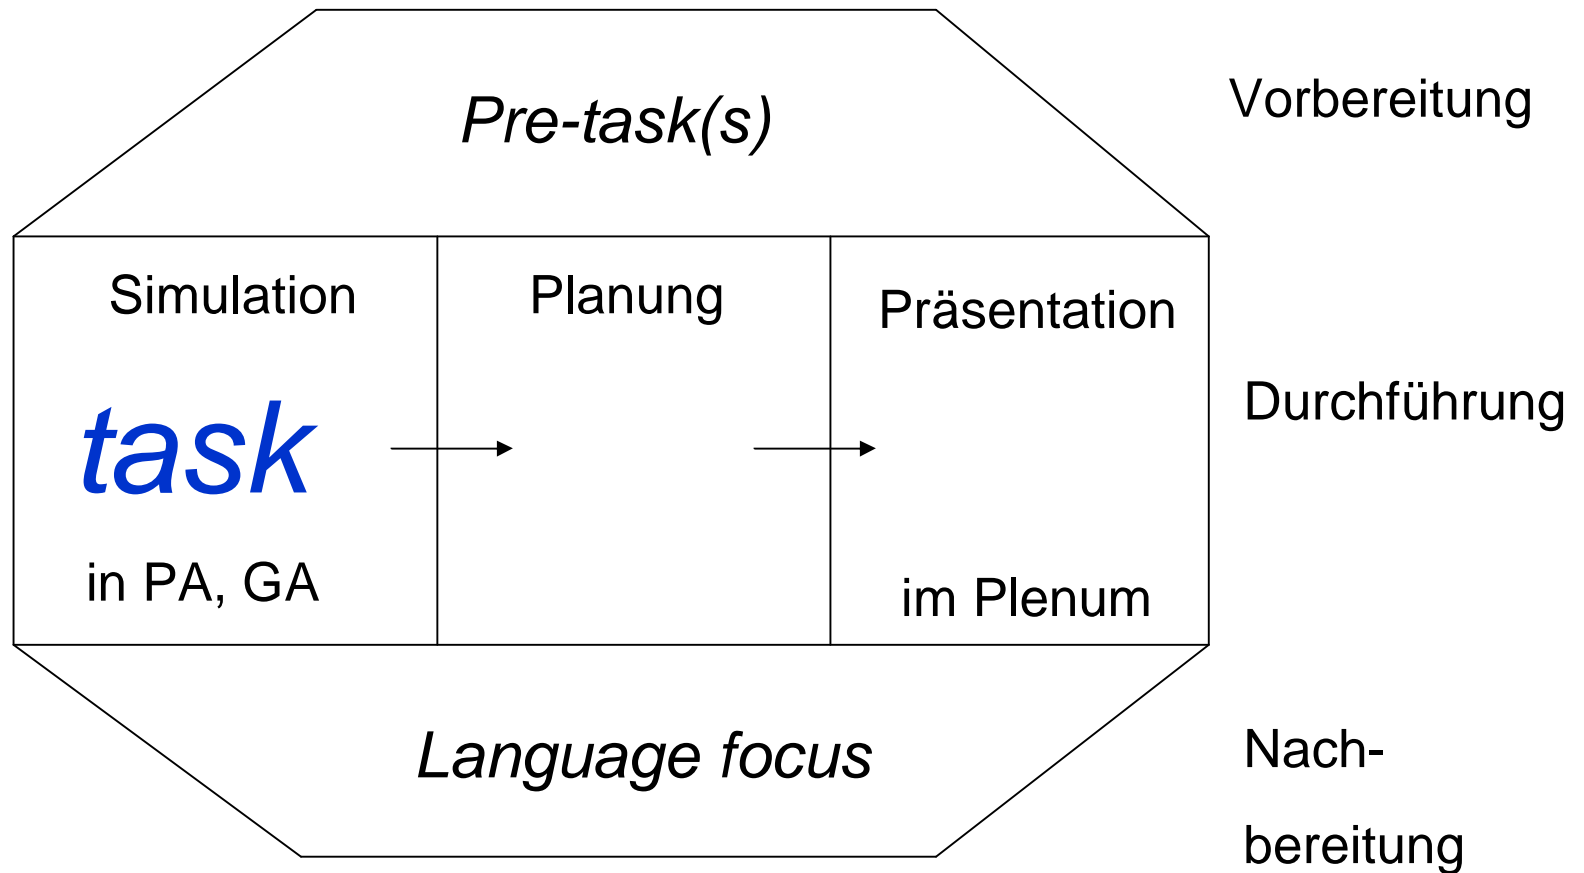 Pre-task(s)
Vorbereitung
Simulation
Planung
Präsentation
task
Durchführung
in PA, GA
im Plenum
Language focus
Nach-
bereitung